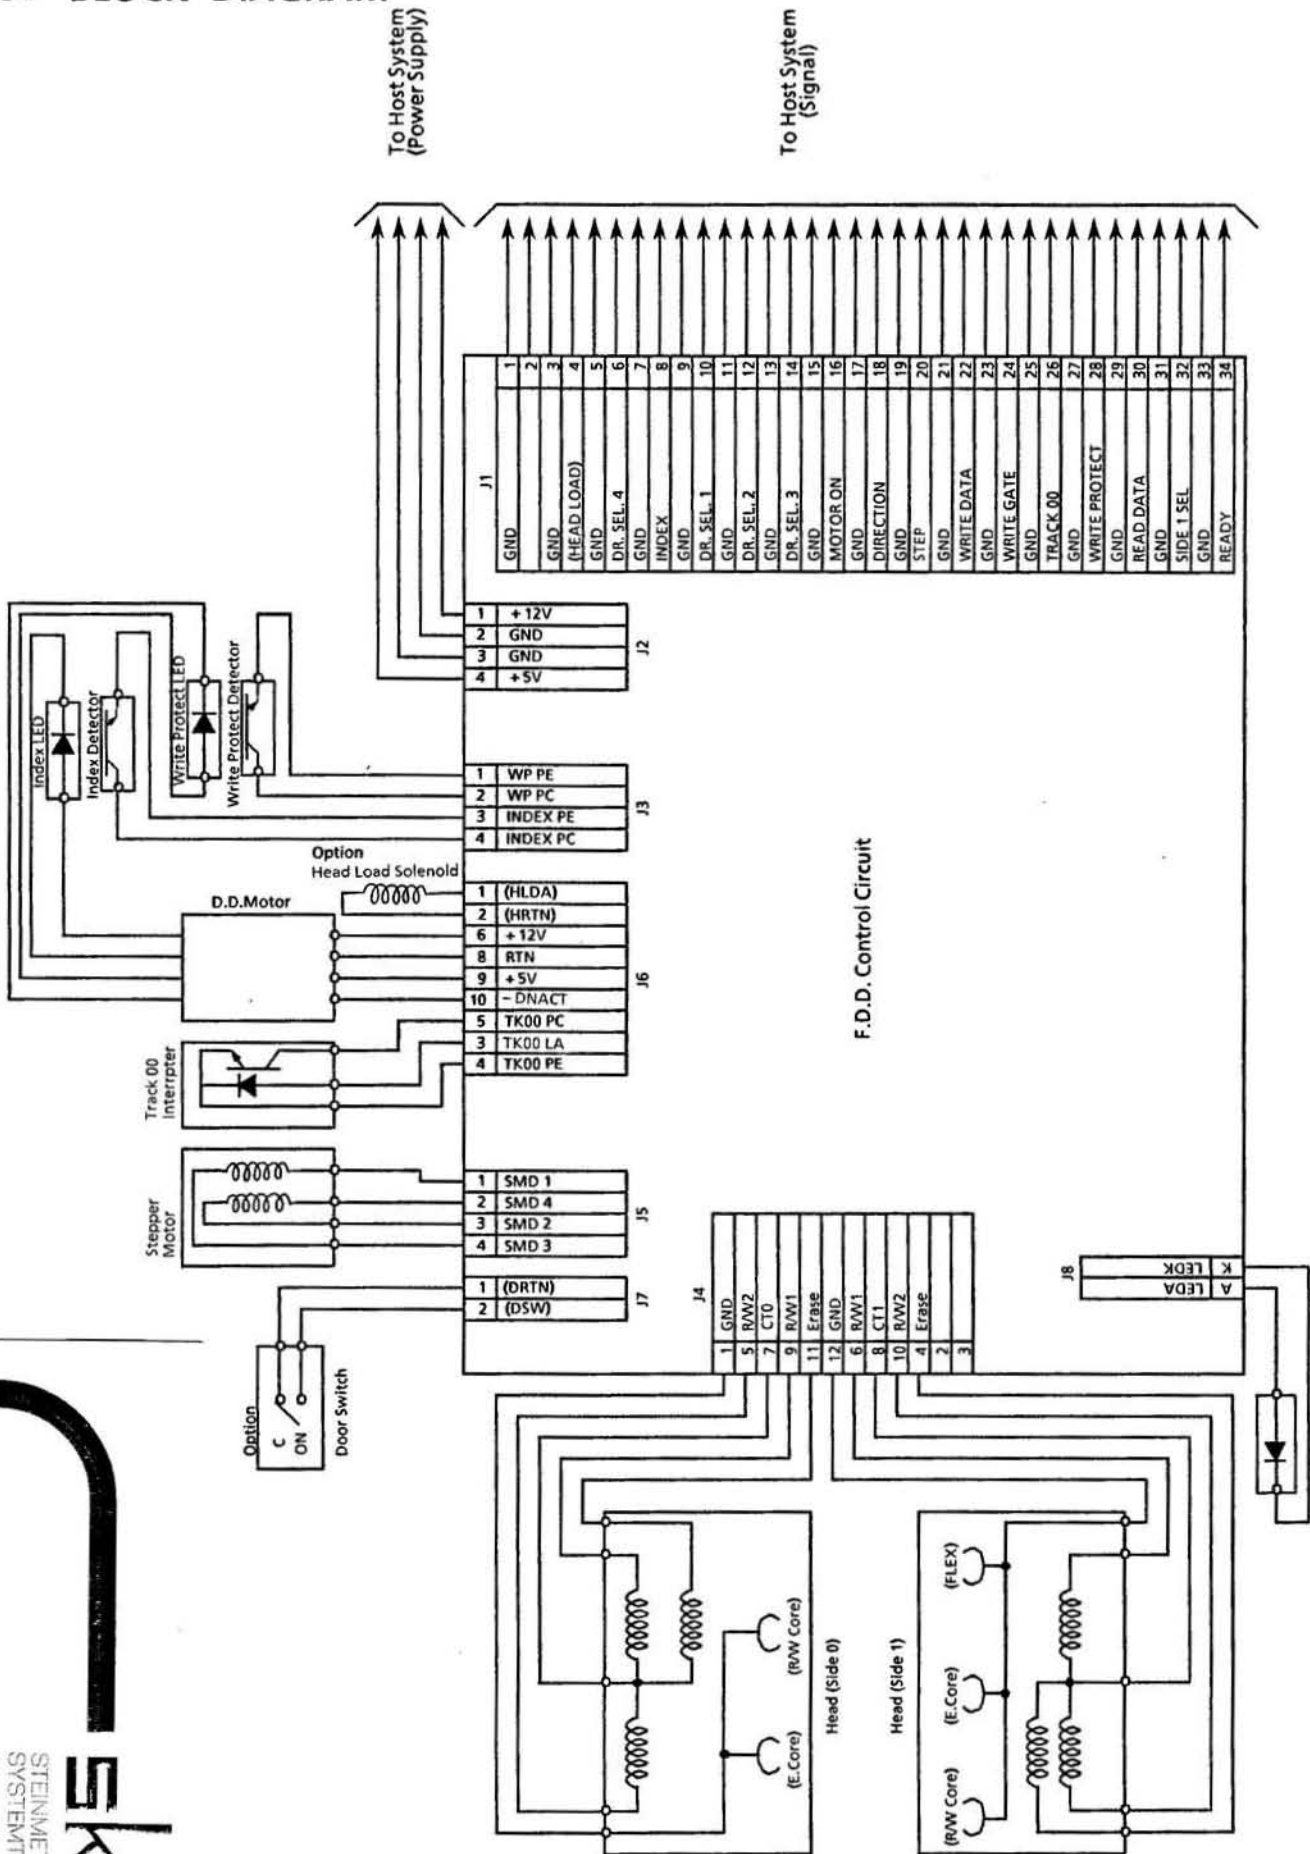 BLOCK DIAGRAM
To Host System
(Power Supply)
To Host System
(Signal)
Index LED
Index Detector
Write Protect LED
Write Protect Detector
J1
GND 1
2
GND 3
(HEAD LOAD) 4
GND 5
DR. SEL. 4 6
GND 7
INDEX 8
GND 9
DR. SEL. 1 10
GND 11
DR. SEL. 2 12
GND 13
DR. SEL. 3 14
GND 15
MOTOR ON 16
GND 17
DIRECTION 18
GND 19
STEP 20
GND 21
WRITE DATA 22
GND 23
WRITE GATE 24
GND 25
TRACK 00 26
GND 27
WRITE PROTECT 28
GND 29
READ DATA 30
GND 31
SIDE 1 SEL 32
GND 33
READY 34
1 +12V
2 GND
3 GND
4 +5V
J2
1 WP PE
2 WP PC
3 INDEX PE
4 INDEX PC
J3
Option
Head Load Solenold
D.D.Motor
1 (HLDA)
2 (HRTN)
6 +12V
8 RTN
9 +5V
10 -DNACT
5 TK00 PC
3 TK00 LA
4 TK00 PE
J6
F.D.D. Control Circuit
Track 00
Interrpter
Stepper
Motor
1 SMD 1
2 SMD 4
3 SMD 2
4 SMD 3
J5
1 (DRTN)
2 (DSW)
J7
Option
C
ON
Door Switch
J4
1 GND
5 R/W2
7 CT0
9 R/W1
11 Erase
12 GND
6 R/W1
8 CT1
10 R/W2
4 Erase
2
3
J8
K LEDK
A LEDA
(R/W Core)
(E.Core)
Head (Side 0)
Head (Side 1)
(FLEX)
(E.Core)
(R/W Core)
STEINME
SYSTEMT